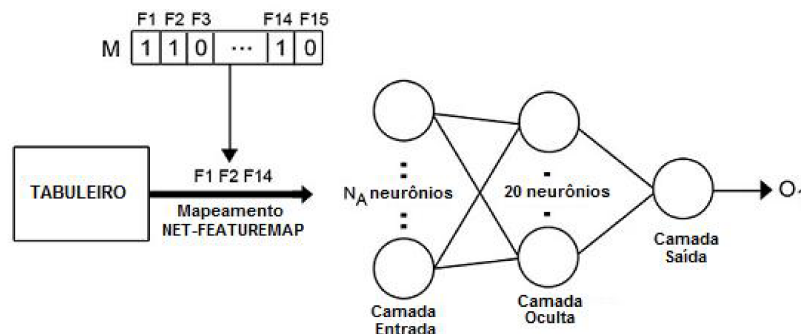 F1 F2 F3 F14 F15
M 1 1 0 ... 1 0
TABULEIRO
F1 F2 F14
Mapeamento
NET-FEATUREMAP
NA neurônios
Camada
Entrada
20 neurônios
Camada
Oculta
Camada
Saída